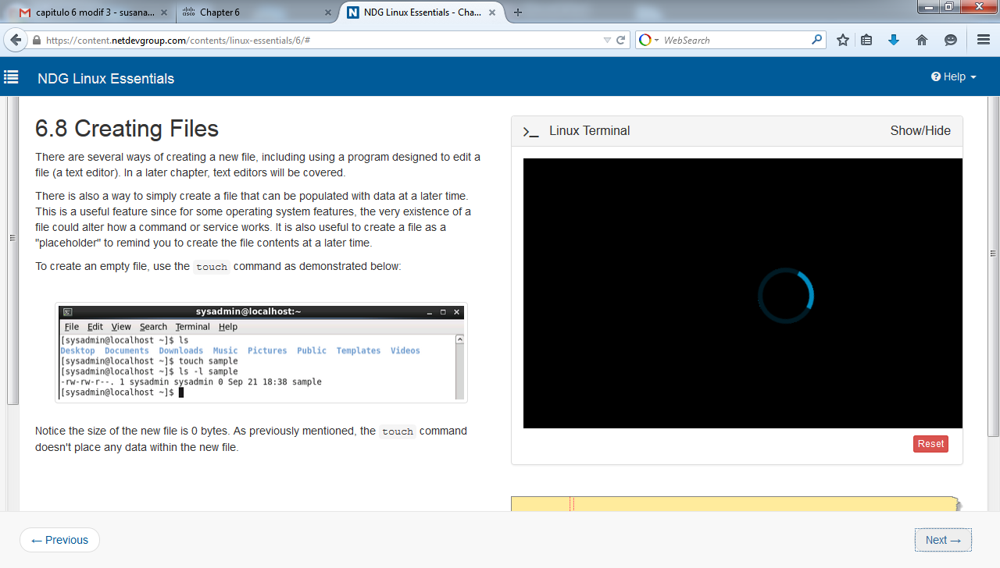 capitulo 6 modif 3 - susana...
Chapter 6
NDG Linux Essentials - Cha...
https://content.netdevgroup.com/contents/linux-essentials/6/#
WebSearch
NDG Linux Essentials
Help
6.8 Creating Files
There are several ways of creating a new file, including using a program designed to edit a
file (a text editor). In a later chapter, text editors will be covered.
There is also a way to simply create a file that can be populated with data at a later time.
This is a useful feature since for some operating system features, the very existence of a
file could alter how a command or service works. It is also useful to create a file as a
"placeholder" to remind you to create the file contents at a later time.
To create an empty file, use the touch command as demonstrated below:
sysadmin@localhost:~
File Edit View Search Terminal Help
[sysadmin@localhost ~]$ ls
Desktop Documents Downloads Music Pictures Public Templates Videos
[sysadmin@localhost ~]$ touch sample
[sysadmin@localhost ~]$ ls -l sample
-rw-rw-r--. 1 sysadmin sysadmin 0 Sep 21 18:38 sample
[sysadmin@localhost ~]$
Notice the size of the new file is 0 bytes. As previously mentioned, the touch command
doesn't place any data within the new file.
>_ Linux Terminal
Show/Hide
Reset
← Previous
Next →